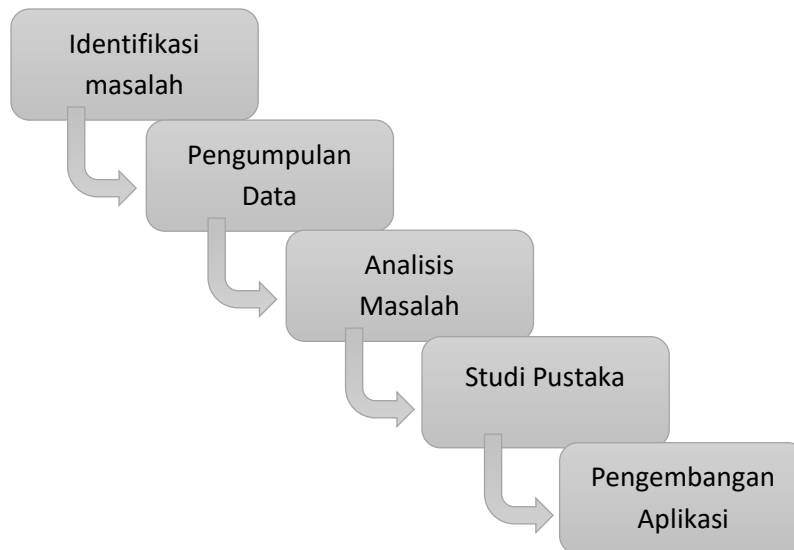 Identifikasi
masalah
Pengumpulan
Data
Analisis
Masalah
Studi Pustaka
Pengembangan
Aplikasi